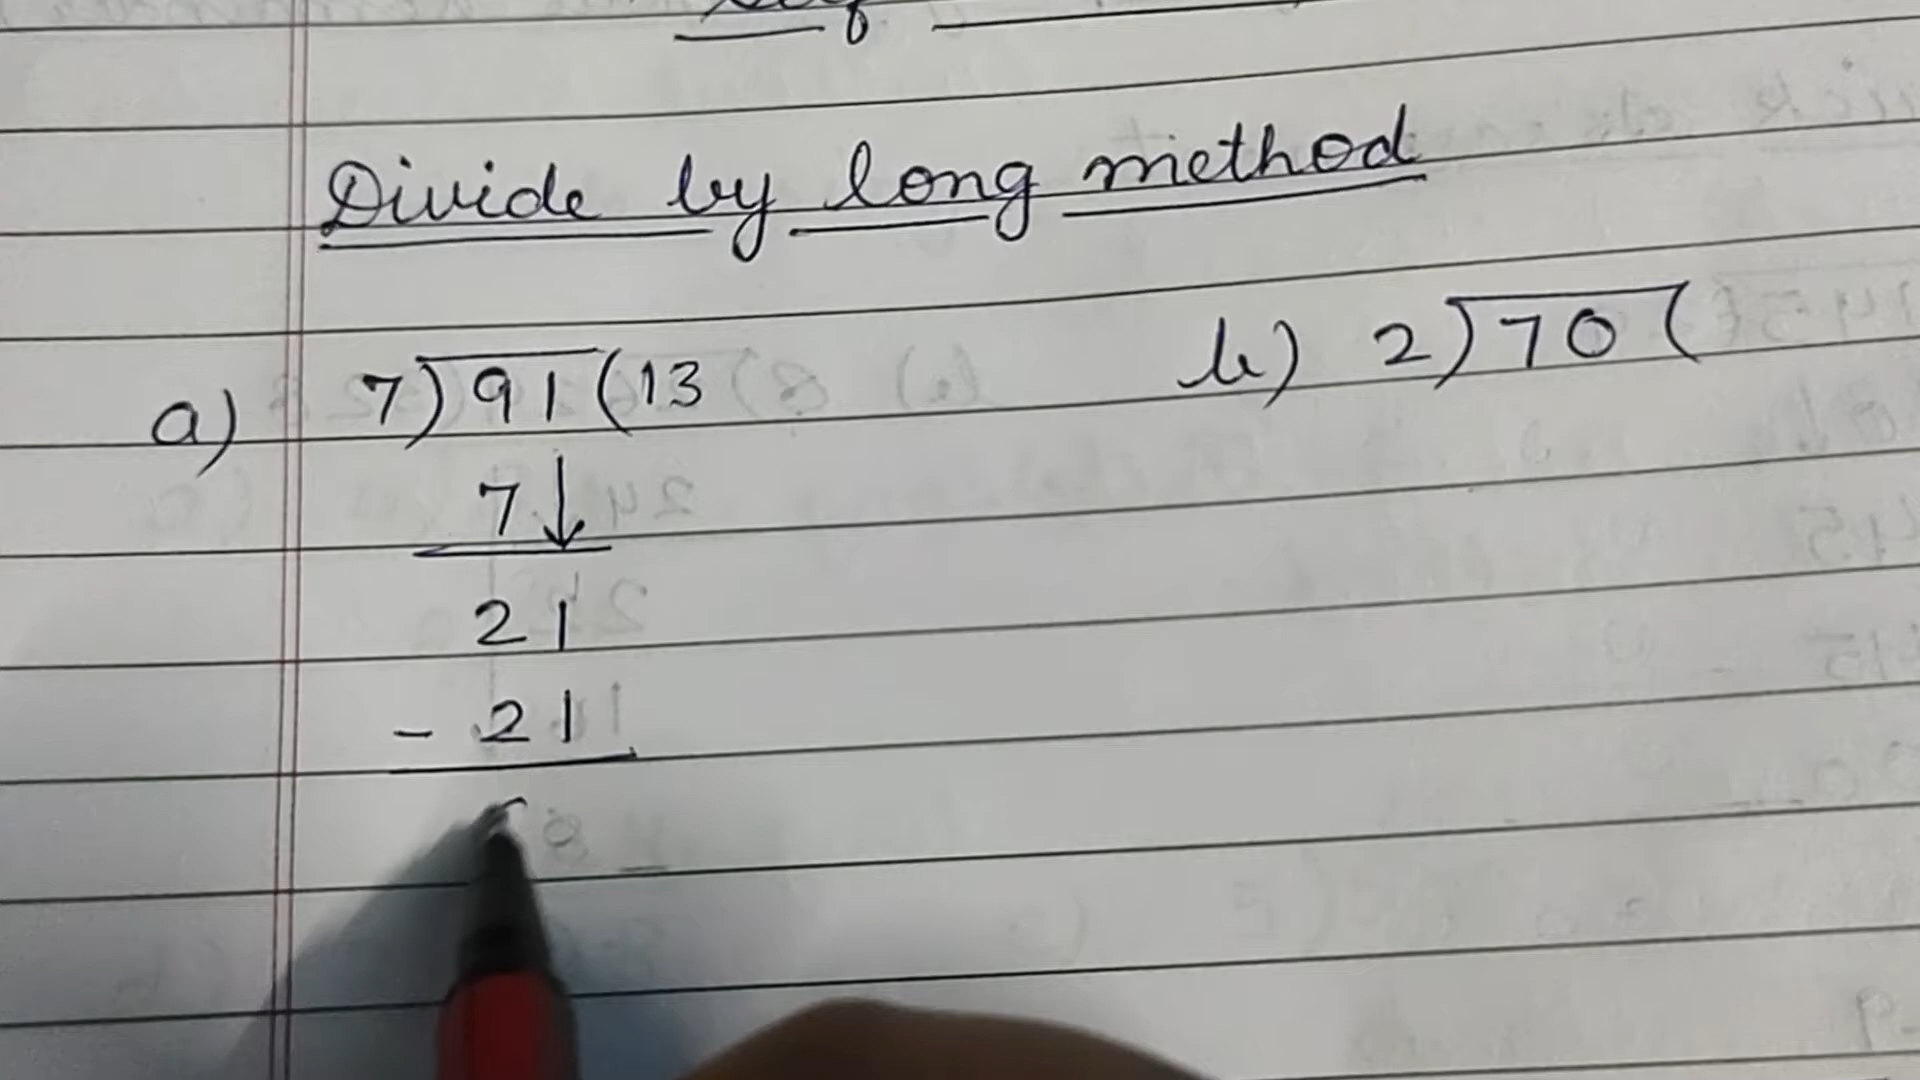 Divide by long method
a) 7)91(13 b) 2)70(
7↓
21
- 21